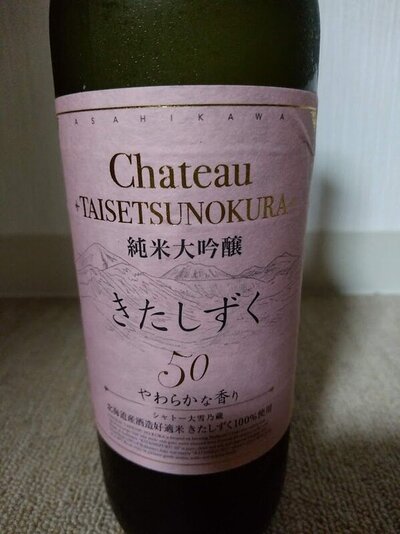 ASAHIKAWA
Chateau
TAISETSUNOKURA
純米大吟醸
きたしずく
50
やわらかな香り
シャトー大雪乃蔵
北海道産酒造好適米 きたしずく100%使用